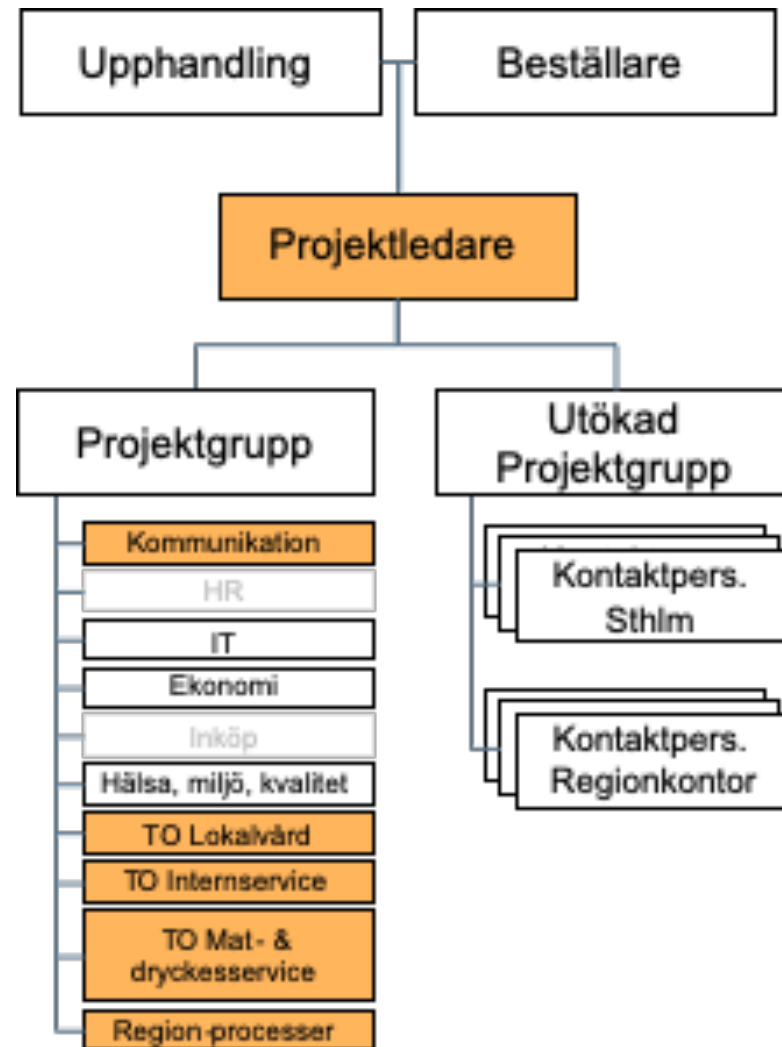 Upphandling
Beställare
Projektledare
Projektgrupp
Utökad
Projektgrupp
Kommunikation
HR
IT
Ekonomi
Inköp
Hälsa, miljö, kvalitet
TO Lokalvård
TO Internservice
TO Mat- &
dryckesservice
Region-processer
Kontaktpers.
Sthlm
Kontaktpers.
Regionkontor